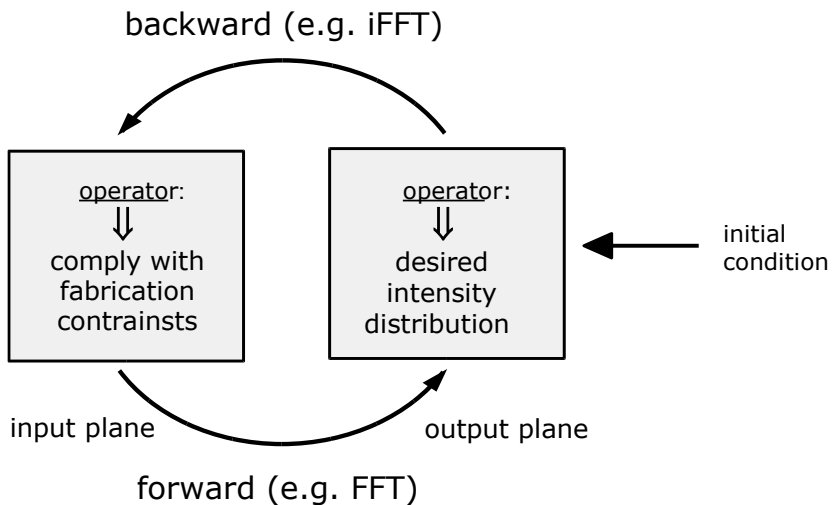 backward (e.g. iFFT)
operator:
⇓
comply with
fabrication
contrainsts
operator:
⇓
desired
intensity
distribution
initial
condition
input plane
output plane
forward (e.g. FFT)